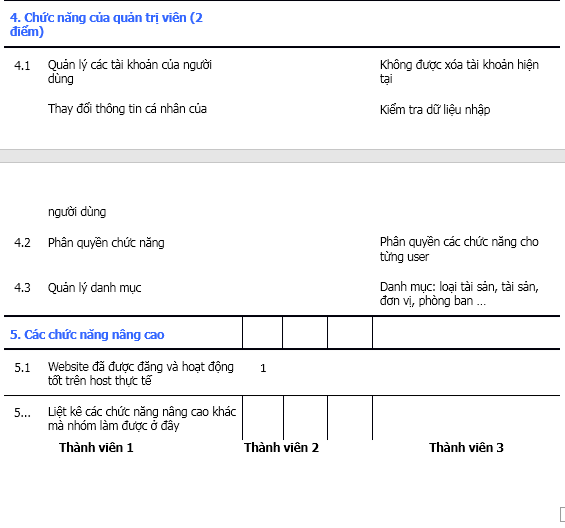 4. Chức năng của quản trị viên (2
điểm)
4.1 Quản lý các tài khoản của người Không được xóa tài khoản hiện
dùng tại
Thay đổi thông tin cá nhân của Kiểm tra dữ liệu nhập
người dùng
4.2 Phân quyền chức năng Phân quyền các chức năng cho
từng user
4.3 Quản lý danh mục Danh mục: loại tài sản, tài sản,
đơn vị, phòng ban ...
5. Các chức năng nâng cao
5.1 Website đã được đăng và hoạt động 1
tốt trên host thực tế
5... Liệt kê các chức năng nâng cao khác
mà nhóm làm được ở đây
Thành viên 1 Thành viên 2 Thành viên 3